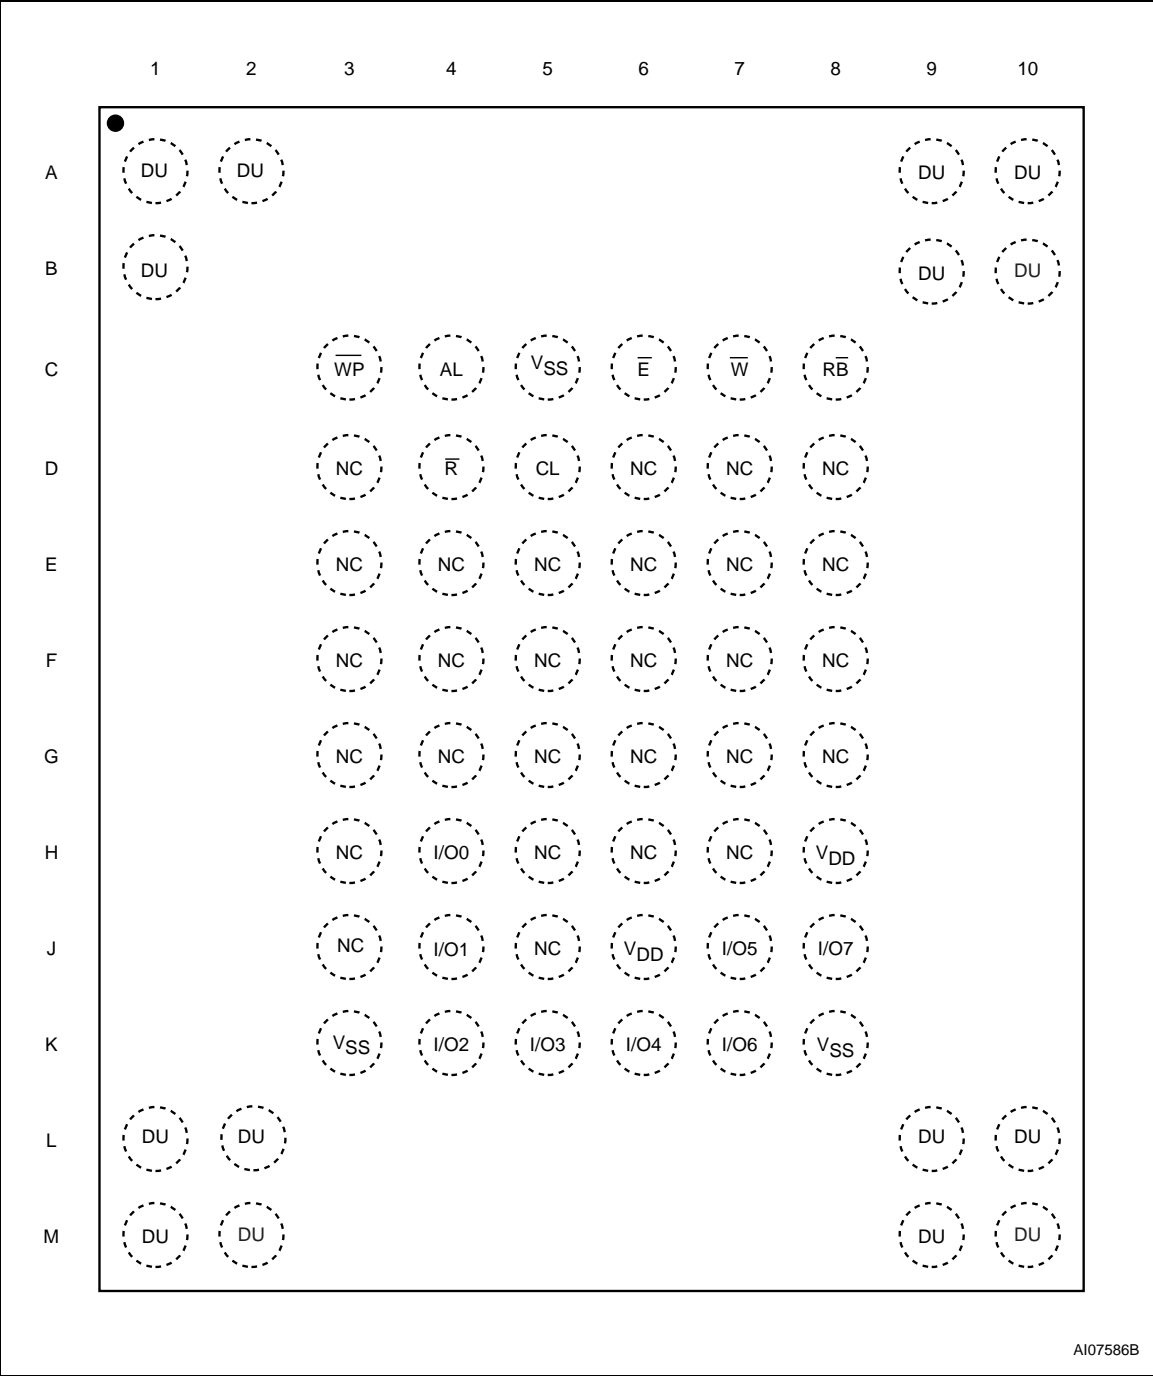 1 2 3 4 5 6 7 8 9 10
A DU DU DU DU
B DU DU DU
C W̅P̅ AL VSS E̅ W̅ RB̅
D NC R̅ CL NC NC NC
E NC NC NC NC NC NC
F NC NC NC NC NC NC
G NC NC NC NC NC NC
H NC I/O0 NC NC NC VDD
J NC I/O1 NC VDD I/O5 I/O7
K VSS I/O2 I/O3 I/O4 I/O6 VSS
L DU DU DU DU
M DU DU DU DU
AI07586B